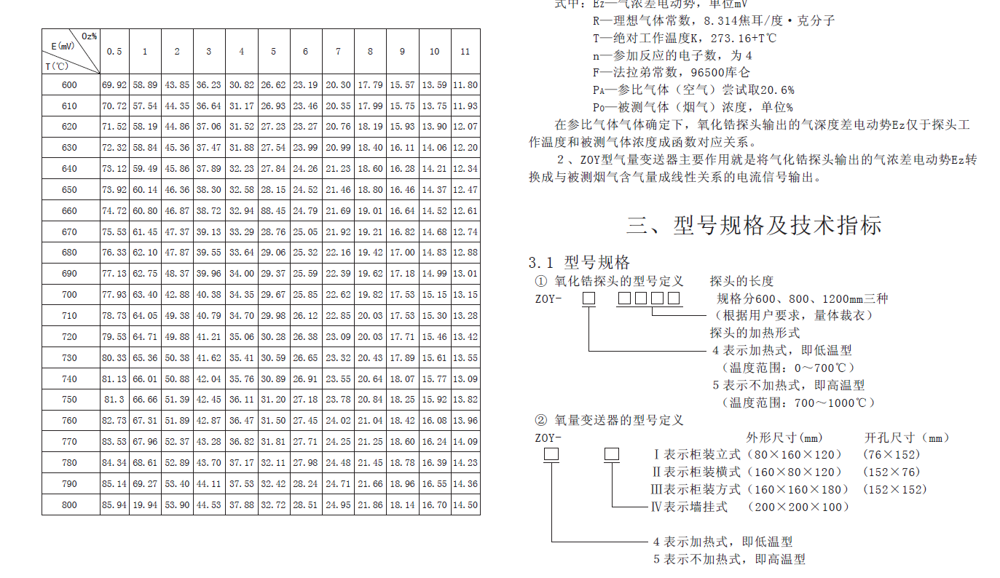 Oz%
E(mV)
T(℃)
0.5 1 2 3 4 5 6 7 8 9 10 11
600 69.92 58.89 43.85 36.23 30.82 26.62 23.19 20.30 17.79 15.57 13.59 11.80
610 70.72 57.54 44.35 36.64 31.17 26.93 23.46 20.35 17.99 15.75 13.75 11.93
620 71.52 58.19 44.86 37.06 31.52 27.23 23.27 20.76 18.19 15.93 13.90 12.07
630 72.32 58.84 45.36 37.47 31.88 27.54 23.99 20.99 18.40 16.11 14.06 12.20
640 73.12 59.49 45.86 37.89 32.23 27.84 24.26 21.23 18.60 16.28 14.21 12.34
650 73.92 60.14 46.36 38.30 32.58 28.15 24.52 21.46 18.80 16.46 14.37 12.47
660 74.72 60.80 46.87 38.72 32.94 88.45 24.79 21.69 19.01 16.64 14.52 12.61
670 75.53 61.45 47.37 39.13 33.29 28.76 25.05 21.92 19.21 16.82 14.68 12.74
680 76.33 62.10 47.87 39.55 33.64 29.06 25.32 22.16 19.42 17.00 14.83 12.88
690 77.13 62.75 48.37 39.96 34.00 29.37 25.59 22.39 19.62 17.18 14.99 13.01
700 77.93 63.40 42.88 40.38 34.35 29.67 25.85 22.62 19.82 17.53 15.15 13.15
710 78.73 64.05 49.38 40.79 34.70 29.98 26.12 22.85 20.03 17.53 15.30 13.28
720 79.53 64.71 49.88 41.21 35.06 30.28 26.38 23.09 20.03 17.71 15.46 13.42
730 80.33 65.36 50.38 41.62 35.41 30.59 26.65 23.32 20.43 17.89 15.61 13.55
740 81.13 66.01 50.88 42.04 35.76 30.89 26.91 23.55 20.64 18.07 15.77 13.09
750 81.3 66.66 51.39 42.45 36.11 31.20 27.18 23.78 20.84 18.25 15.92 13.82
760 82.73 67.31 51.89 42.87 36.47 31.50 27.45 24.02 21.04 18.42 16.08 13.96
770 83.53 67.96 52.37 43.28 36.82 31.81 27.71 24.25 21.25 18.60 16.24 14.09
780 84.34 68.61 52.89 43.70 37.17 32.11 27.98 24.48 21.45 18.78 16.39 14.23
790 85.14 69.27 53.40 44.11 37.53 32.42 28.24 24.71 21.66 18.96 16.55 14.36
800 85.94 19.94 53.90 44.53 37.88 32.72 28.51 24.95 21.86 18.14 16.70 14.50
式中：Ez—气浓差电动势，单位mV
R—理想气体常数，8.314焦耳/度·克分子
T—绝对工作温度K，273.16+T℃
n—参加反应的电子数，为4
F—法拉弟常数，96500库仑
PA—参比气体（空气）尝试取20.6%
PO—被测气体（烟气）浓度，单位%
在参比气体气体确定下，氧化锆探头输出的气深度差电动势Ez仅于探头工
作温度和被测气体浓度成函数对应关系。
2、ZOY型气量变送器主要作用就是将气化锆探头输出的气浓差电动势Ez转
换成与被测烟气含气量成线性关系的电流信号输出。
三、型号规格及技术指标
3.1 型号规格
① 氧化锆探头的型号定义 探头的长度
ZOY- □ □□□□ 规格分600、800、1200mm三种
（根据用户要求，量体裁衣）
探头的加热形式
4表示加热式，即低温型
（温度范围：0～700℃）
5表示不加热式，即高温型
（温度范围：700～1000℃）
② 氧量变送器的型号定义
ZOY- 外形尺寸(mm) 开孔尺寸（mm）
□ □ Ⅰ表示柜装立式（80×160×120） (76×152)
Ⅱ表示柜装横式（160×80×120） (152×76)
Ⅲ表示柜装方式（160×160×180） (152×152)
Ⅳ表示墙挂式 （200×200×100）
4表示加热式，即低温型
5表示不加热式，即高温型